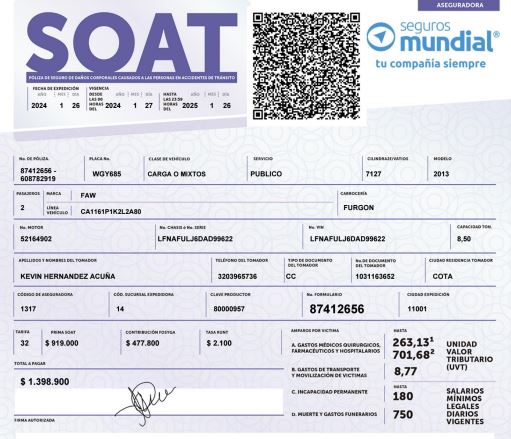 ASEGURADORA
SOAT
PÓLIZA DE SEGURO DE DAÑOS CORPORALES CAUSADOS A LAS PERSONAS EN ACCIDENTES DE TRÁNSITO
seguros
mundial®
tu compañía siempre
FECHA DE EXPEDICIÓN VIGENCIA
AÑO MES DÍA DESDE LAS 00 HORAS DEL AÑO MES DÍA HASTA LAS 23:59 HORAS DEL AÑO MES DÍA
2024 1 26 2024 1 27 2025 1 26
No. DE PÓLIZA. PLACA No. CLASE DE VEHÍCULO SERVICIO CILINDRAJE/VATIOS MODELO
87412656 - 608782919 WGY685 CARGA O MIXTOS PUBLICO 7127 2013
PASAJEROS MARCA FAW CARROCERÍA
2 LÍNEA VEHÍCULO CA1161P1K2L2A80 FURGON
No. MOTOR No. CHASIS ó No. SERIE No. VIN CAPACIDAD TON.
52164902 LFNAFULJ6DAD99622 LFNAFULJ6DAD99622 8,50
APELLIDOS Y NOMBRES DEL TOMADOR TELÉFONO DEL TOMADOR TIPO DE DOCUMENTO DEL TOMADOR No. DE DOCUMENTO DEL TOMADOR CIUDAD RESIDENCIA TOMADOR
KEVIN HERNANDEZ ACUÑA 3203965736 CC 1031163652 COTA
CÓDIGO DE ASEGURADORA CÓD. SUCURSAL EXPEDIDORA CLAVE PRODUCTOR No. FORMULARIO CIUDAD EXPEDICIÓN
1317 14 80000957 87412656 11001
TARIFA PRIMA SOAT CONTRIBUCIÓN FOSYGA TASA RUNT
32 $ 919.000 $ 477.800 $ 2.100
TOTAL A PAGAR
$ 1.398.900
FIRMA AUTORIZADA
AMPAROS POR VICTIMA HASTA
A. GASTOS MÉDICOS QUIRURGICOS, FARMACÉUTICOS Y HOSPITALARIOS 263,13¹
701,68²
B. GASTOS DE TRANSPORTE Y MOVILIZACIÓN DE VICTIMAS 8,77
UNIDAD VALOR TRIBUTARIO (UVT)
HASTA
C. INCAPACIDAD PERMANENTE 180
D. MUERTE Y GASTOS FUNERARIOS 750
SALARIOS MÍNIMOS LEGALES DIARIOS VIGENTES